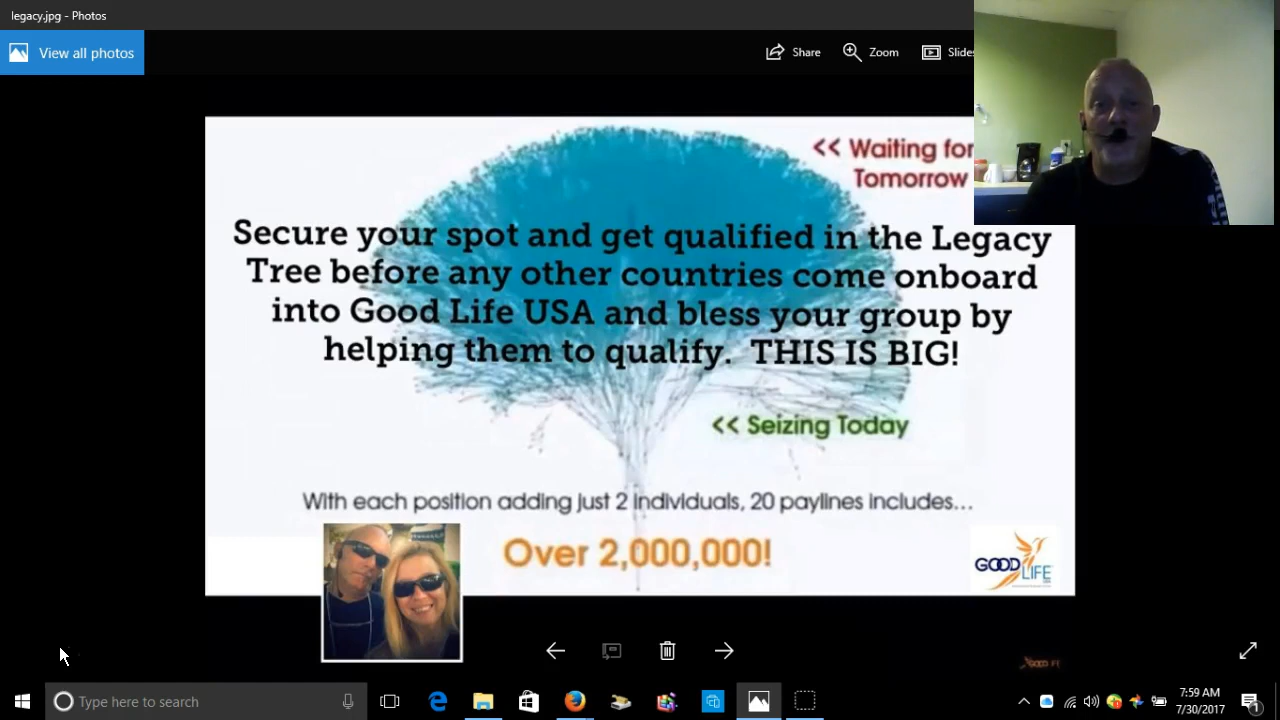 legacy.jpg - Photos
View all photos
Share
Zoom
<< Waiting for
Tomorrow
Secure your spot and get qualified in the Legacy
Tree before any other countries come onboard
into Good Life USA and bless your group by
helping them to qualify. THIS IS BIG!
<< Seizing Today
With each position adding just 2 individuals, 20 paylines includes...
Over 2,000,000!
GOOD LIFE
Type here to search
7:59 AM
7/30/2017
1